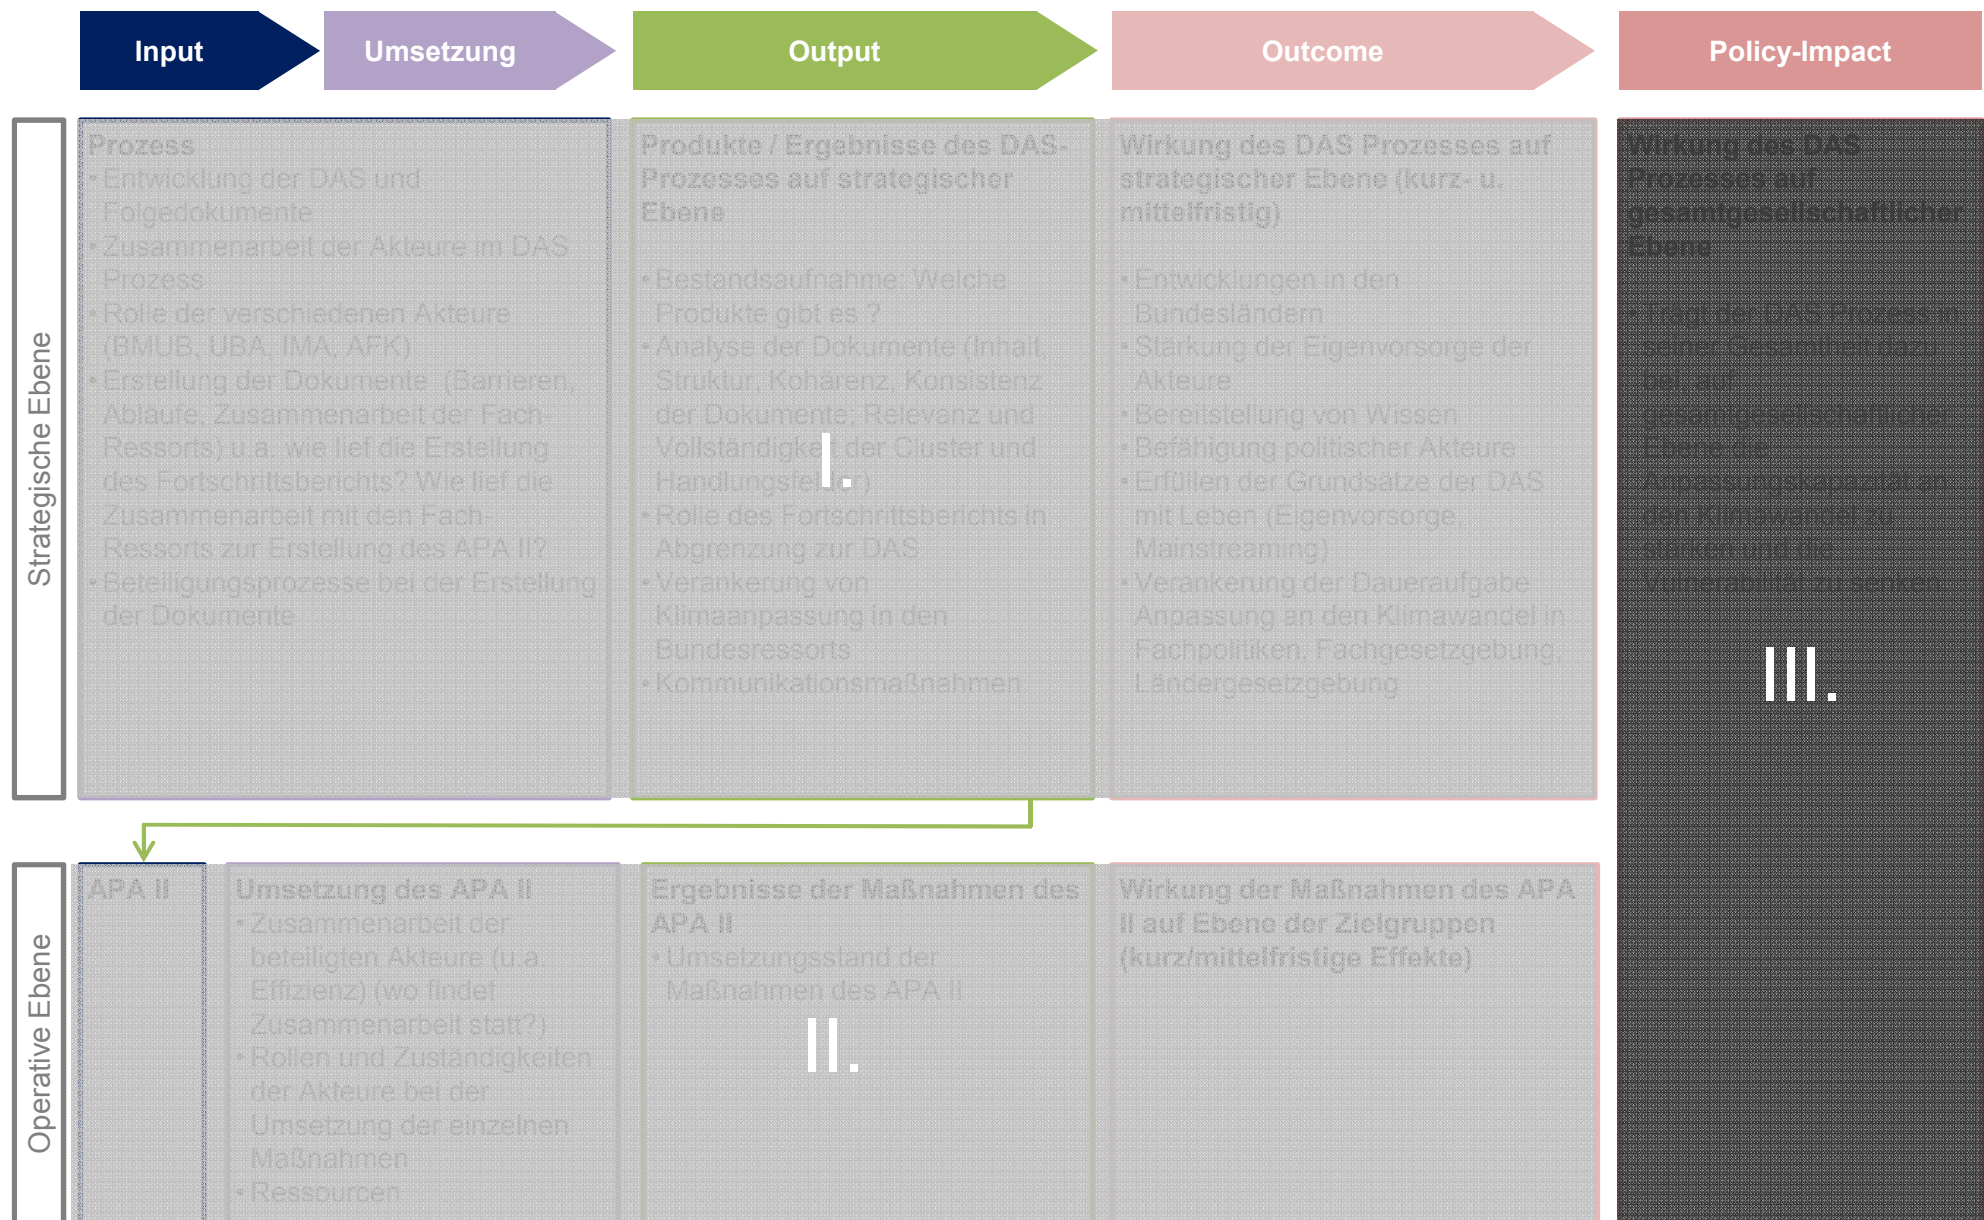 Input
Umsetzung
Output
Outcome
Policy-Impact
Strategische Ebene
Prozess
• Entwicklung der DAS und
Folgedokumente
• Zusammenarbeit der Akteure im DAS
Prozess
• Rolle der verschiedenen Akteure
(BMUB, UBA, IMA, AFK)
• Erstellung der Dokumente (Barrieren,
Abläufe, Zusammenarbeit der Fach-
Ressorts) u.a. wie lief die Erstellung
des Fortschrittsberichts? Wie lief die
Zusammenarbeit mit den Fach-
Ressorts zur Erstellung des APA II?
• Beteiligungsprozesse bei der Erstellung
der Dokumente
Produkte / Ergebnisse des DAS-
Prozesses auf strategischer
Ebene
• Bestandsaufnahme: Welche
Produkte gibt es ?
• Analyse der Dokumente (Inhalt,
Struktur, Kohärenz, Konsistenz
der Dokumente; Relevanz und
Vollständigkeit der Cluster und
Handlungsfelder)
• Rolle des Fortschrittsberichts in
Abgrenzung zur DAS
• Verankerung von
Klimaanpassung in den
Bundesressorts
• Kommunikationsmaßnahmen
I.
Wirkung des DAS Prozesses auf
strategischer Ebene (kurz- u.
mittelfristig)
• Entwicklungen in den
Bundesländern
• Stärkung der Eigenvorsorge der
Akteure
• Bereitstellung von Wissen
• Befähigung politischer Akteure
• Erfüllen der Grundsätze der DAS
mit Leben (Eigenvorsorge,
Mainstreaming)
• Verankerung der Daueraufgabe
Anpassung an den Klimawandel in
Fachpolitiken, Fachgesetzgebung,
Ländergesetzgebung
Wirkung des DAS
Prozesses auf
gesamtgesellschaftlicher
Ebene
• Trägt der DAS Prozess in
seiner Gesamtheit dazu
bei, auf
gesamtgesellschaftlicher
Ebene die
Anpassungskapazität an
den Klimawandel zu
stärken und die
Vulnerabilität zu senken
III.
Operative Ebene
APA II
Umsetzung des APA II
• Zusammenarbeit der
beteiligten Akteure (u.a.
Effizienz) (wo findet
Zusammenarbeit statt?)
• Rollen und Zuständigkeiten
der Akteure bei der
Umsetzung der einzelnen
Maßnahmen
• Ressourcen
Ergebnisse der Maßnahmen des
APA II
• Umsetzungsstand der
Maßnahmen des APA II
II.
Wirkung der Maßnahmen des APA
II auf Ebene der Zielgruppen
(kurz/mittelfristige Effekte)